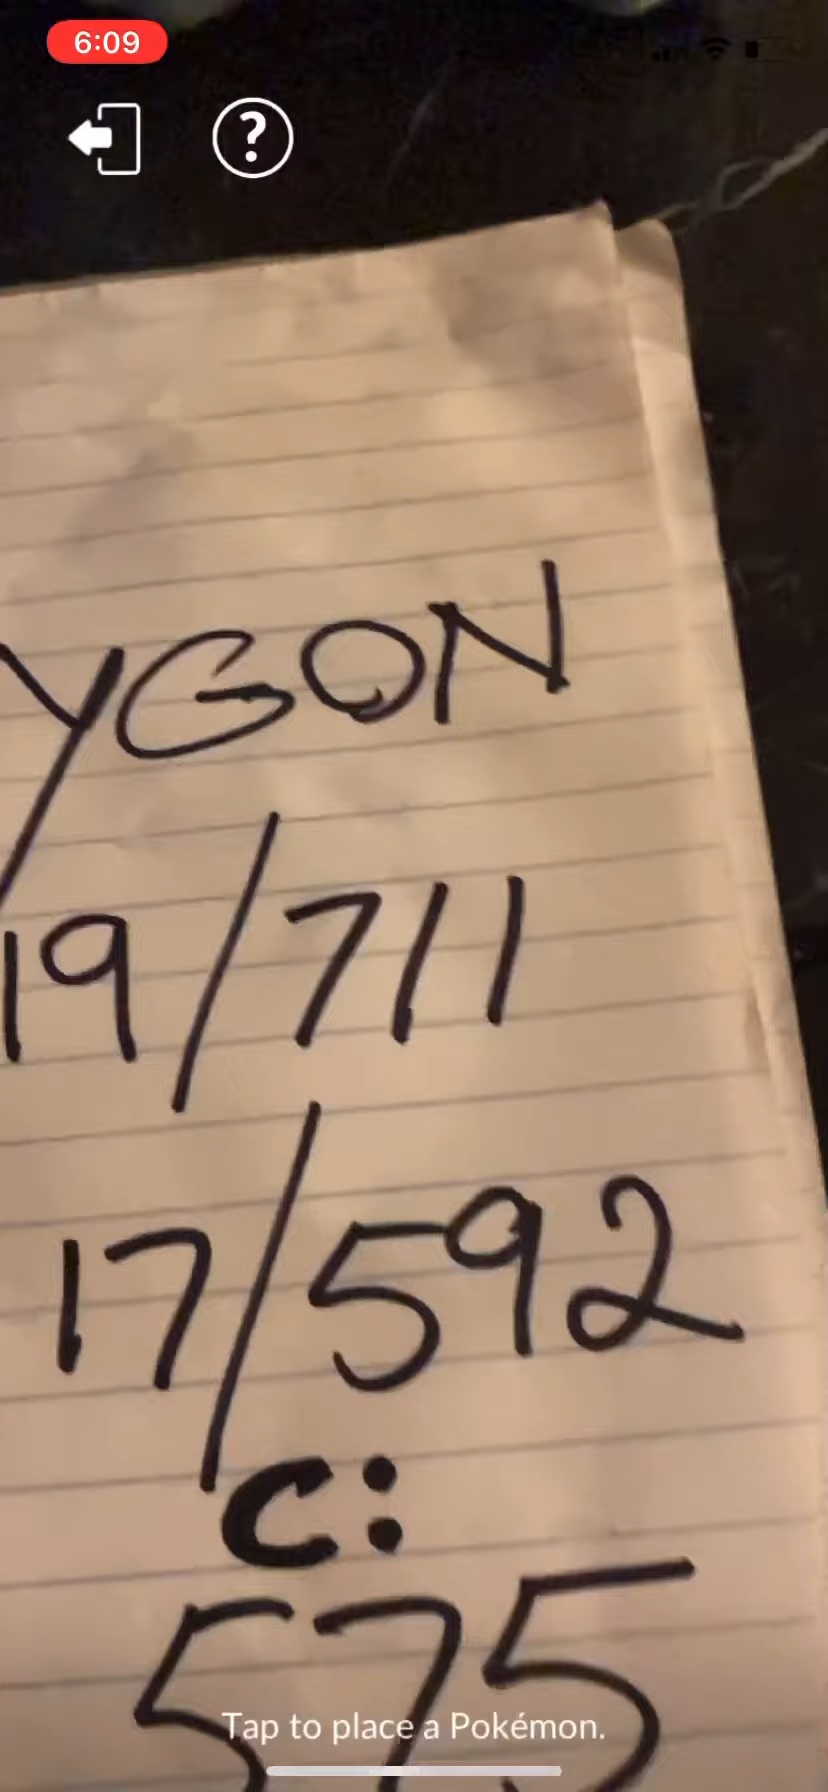 6:09
?
YGON
19/711
17/592
C:
575
Tap to place a Pokémon.